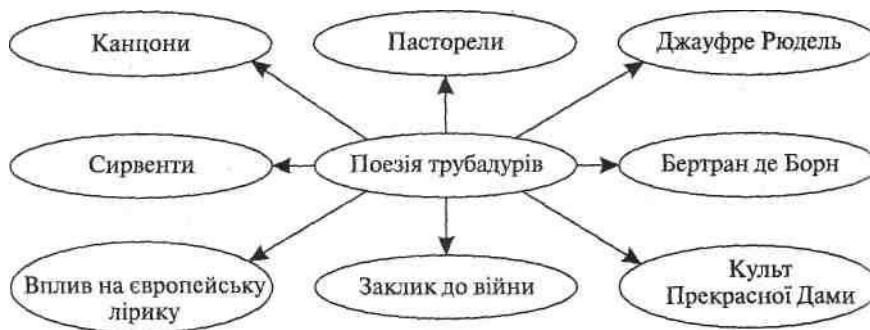 Канцони
Пасторели
Джауфре Рюдель
Сирвенти
Поезія трубадурів
Бертран де Борн
Вплив на європейську
лірику
Заклик до війни
Культ
Прекрасної Дами